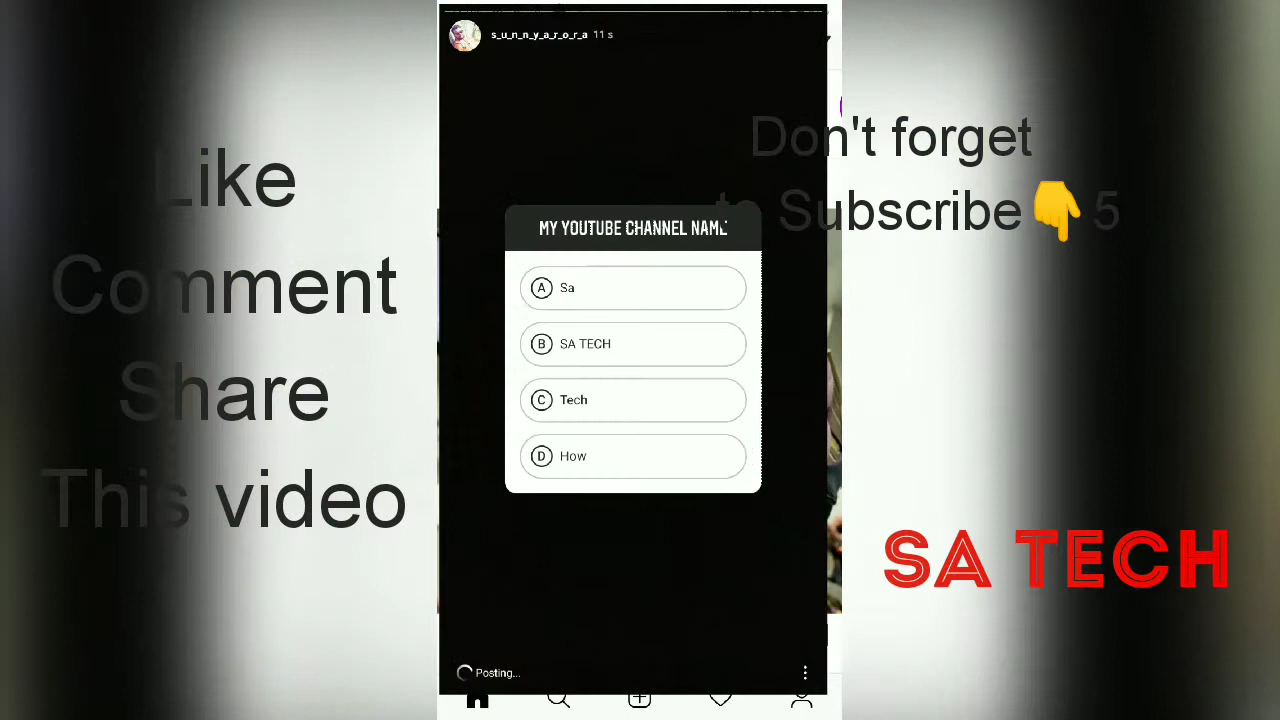 s_u_n_n_y_a_r_o_r_a 11 s
Like
Comment
Share
This video
Don't forget
to Subscribe👇 5
MY YOUTUBE CHANNEL NAME
A Sa
B SA TECH
C Tech
D How
SA TECH
Posting...